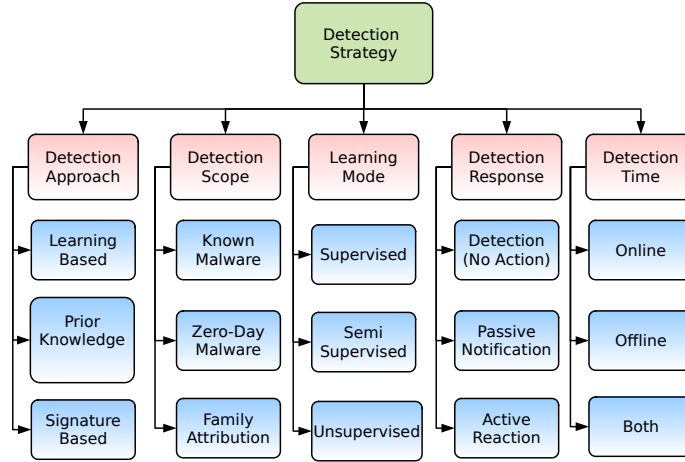 Detection
Strategy
Detection
Approach
Detection
Scope
Learning
Mode
Detection
Response
Detection
Time
Learning
Based
Known
Malware
Supervised
Detection
(No Action)
Online
Prior
Knowledge
Zero-Day
Malware
Semi
Supervised
Passive
Notification
Offline
Signature
Based
Family
Attribution
Unsupervised
Active
Reaction
Both